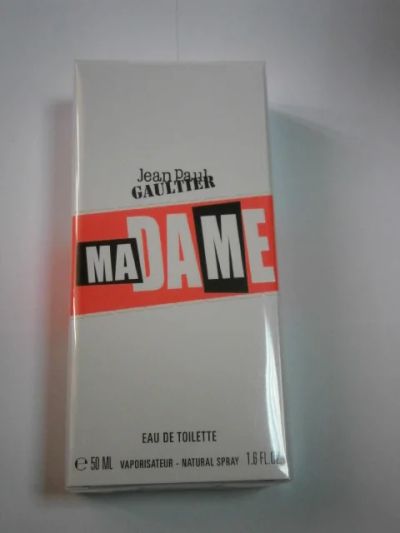 Jean Paul
GAULTIER
MADAME
EAU DE TOILETTE
℮ 50 ML VAPORISATEUR - NATURAL SPRAY 1.6 FL.OZ.